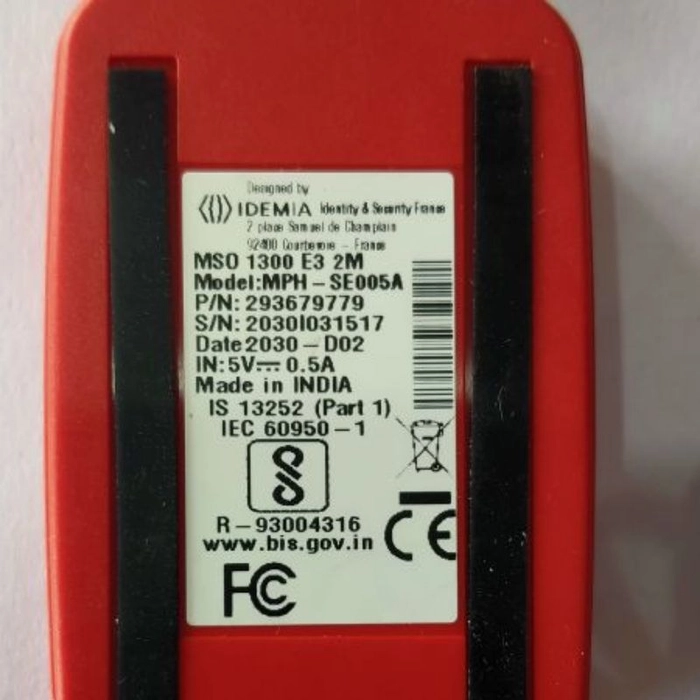 Designed by
IDEMIA Identity & Security France
2 place Samuel de Champlain
92400 Courbevoie - France
MSO 1300 E3 2M
Model:MPH-SE005A
P/N: 293679779
S/N: 2030I031517
Date2030-D02
IN:5V⎓ 0.5A
Made in INDIA
IS 13252 (Part 1)
IEC 60950-1
R-93004316
www.bis.gov.in
CE
FC